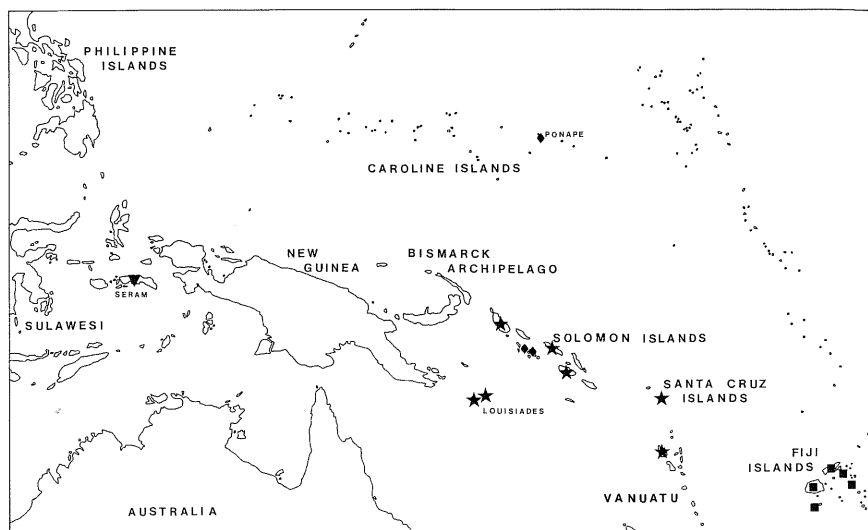 PHILIPPINE
ISLANDS
PONAPE
CAROLINE ISLANDS
NEW
GUINEA
BISMARCK
ARCHIPELAGO
SERAM
SULAWESI
SOLOMON ISLANDS
SANTA CRUZ
ISLANDS
LOUISIADES
FIJI
ISLANDS
VANUATU
AUSTRALIA